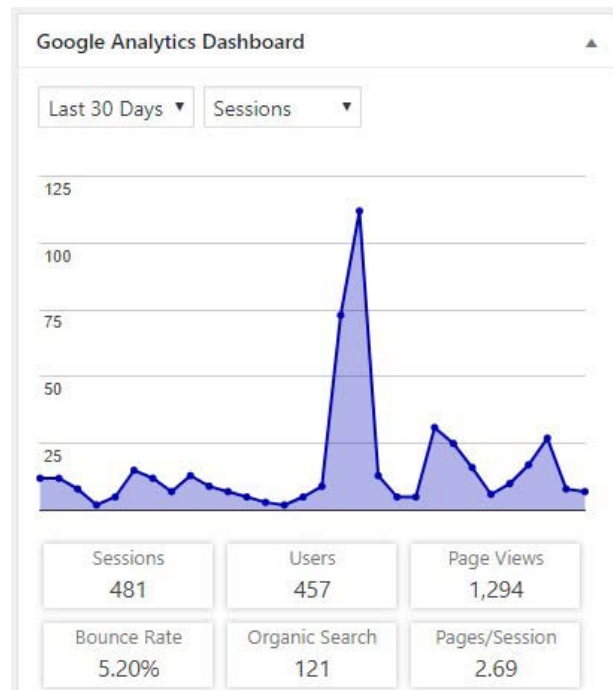 Google Analytics Dashboard
Last 30 Days Sessions
125
100
75
50
25
Sessions Users Page Views
481 457 1,294
Bounce Rate Organic Search Pages/Session
5.20% 121 2.69